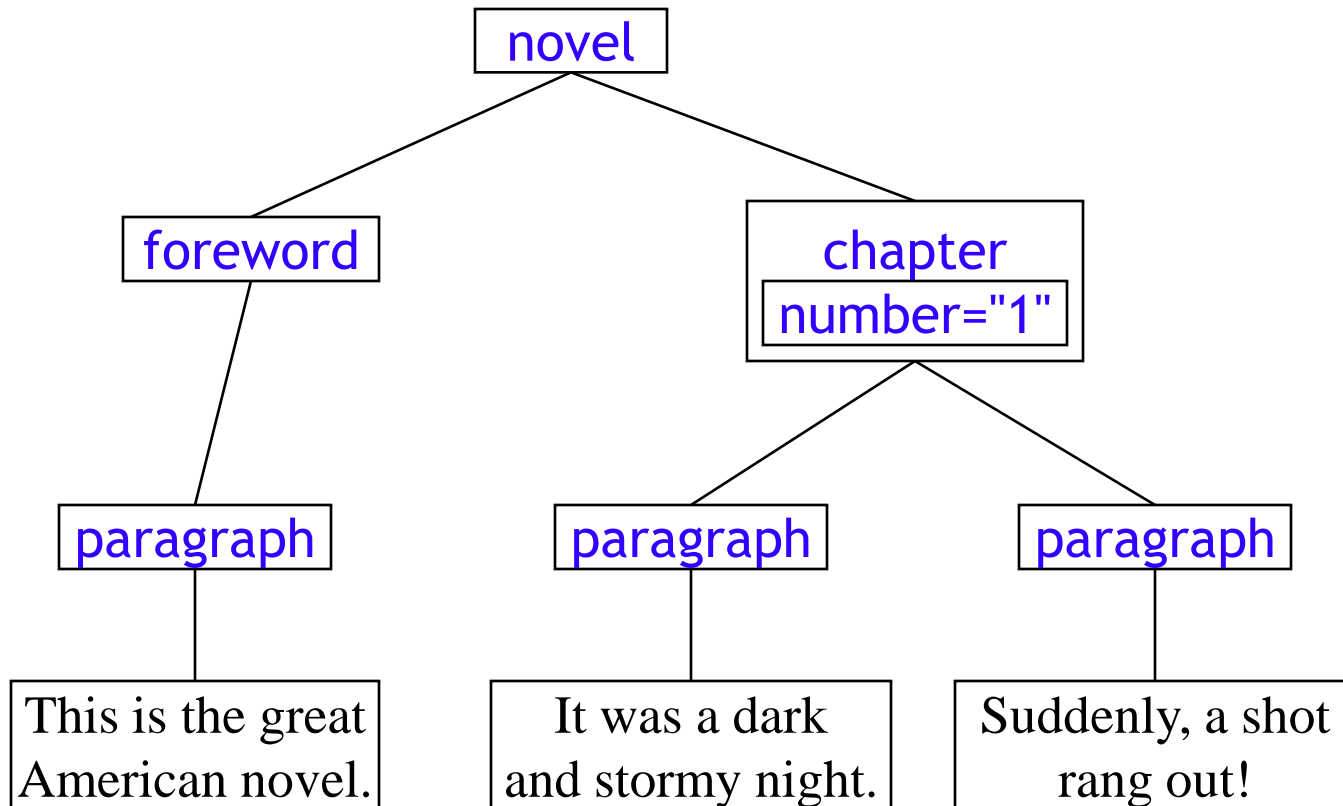 novel
foreword
chapter
number="1"
paragraph
paragraph
paragraph
This is the great
American novel.
It was a dark
and stormy night.
Suddenly, a shot
rang out!